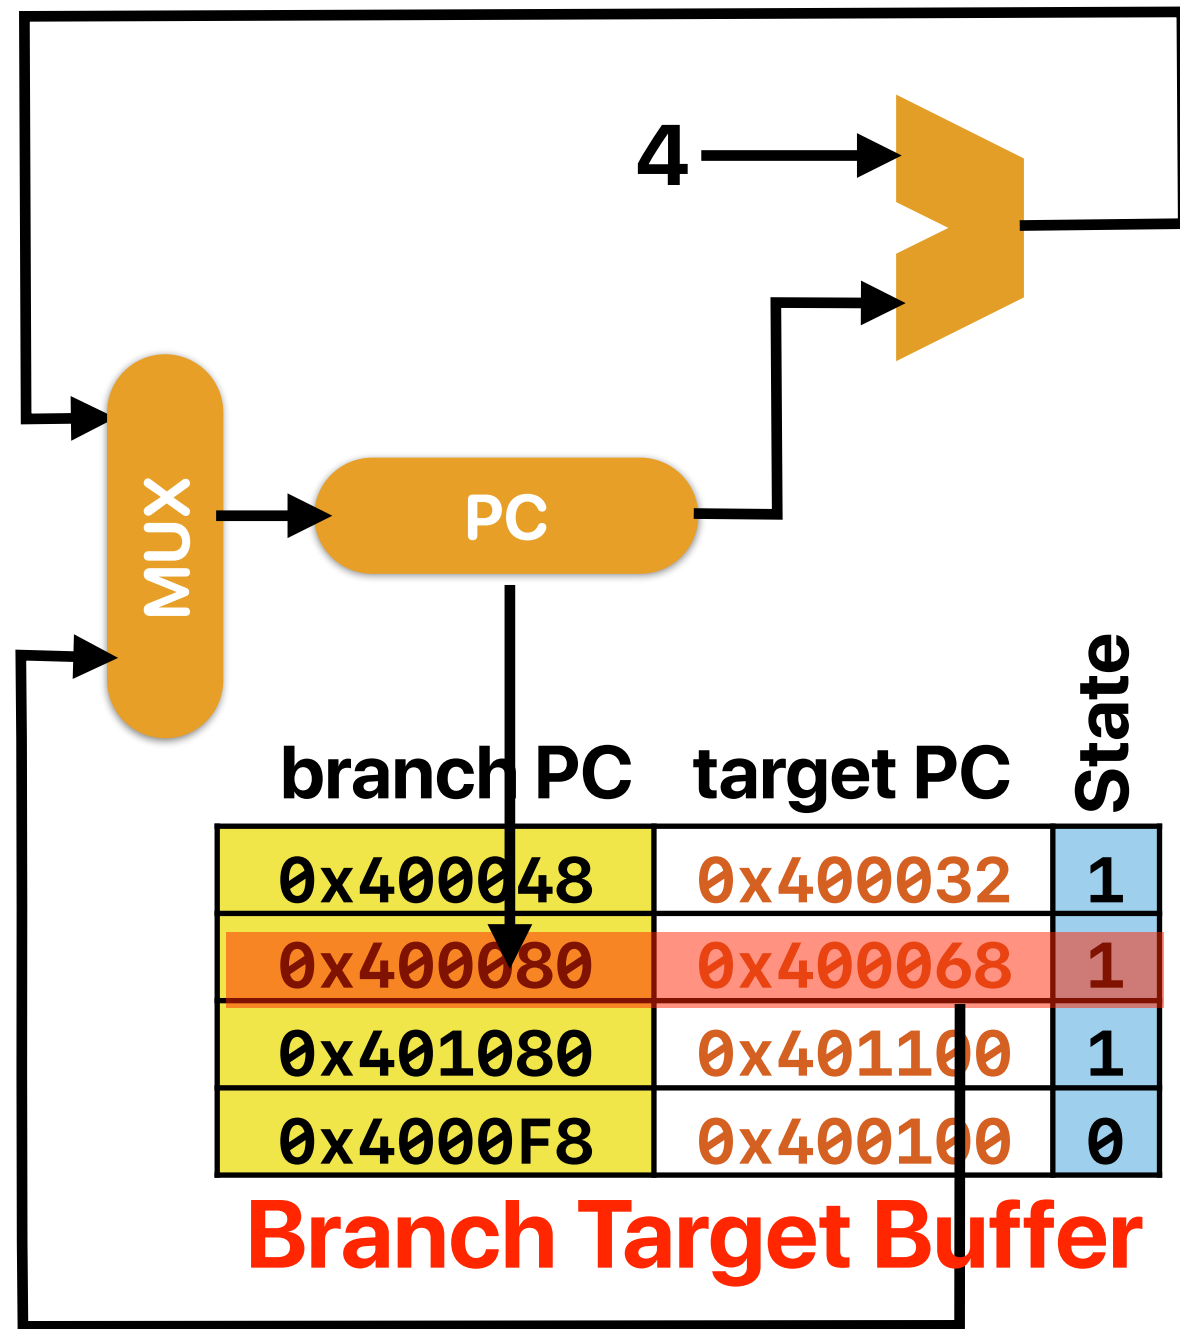 4
MUX
PC
branch PC target PC State
0x400048 0x400032 1
0x400080 0x400068 1
0x401080 0x401100 1
0x4000F8 0x400100 0
Branch Target Buffer